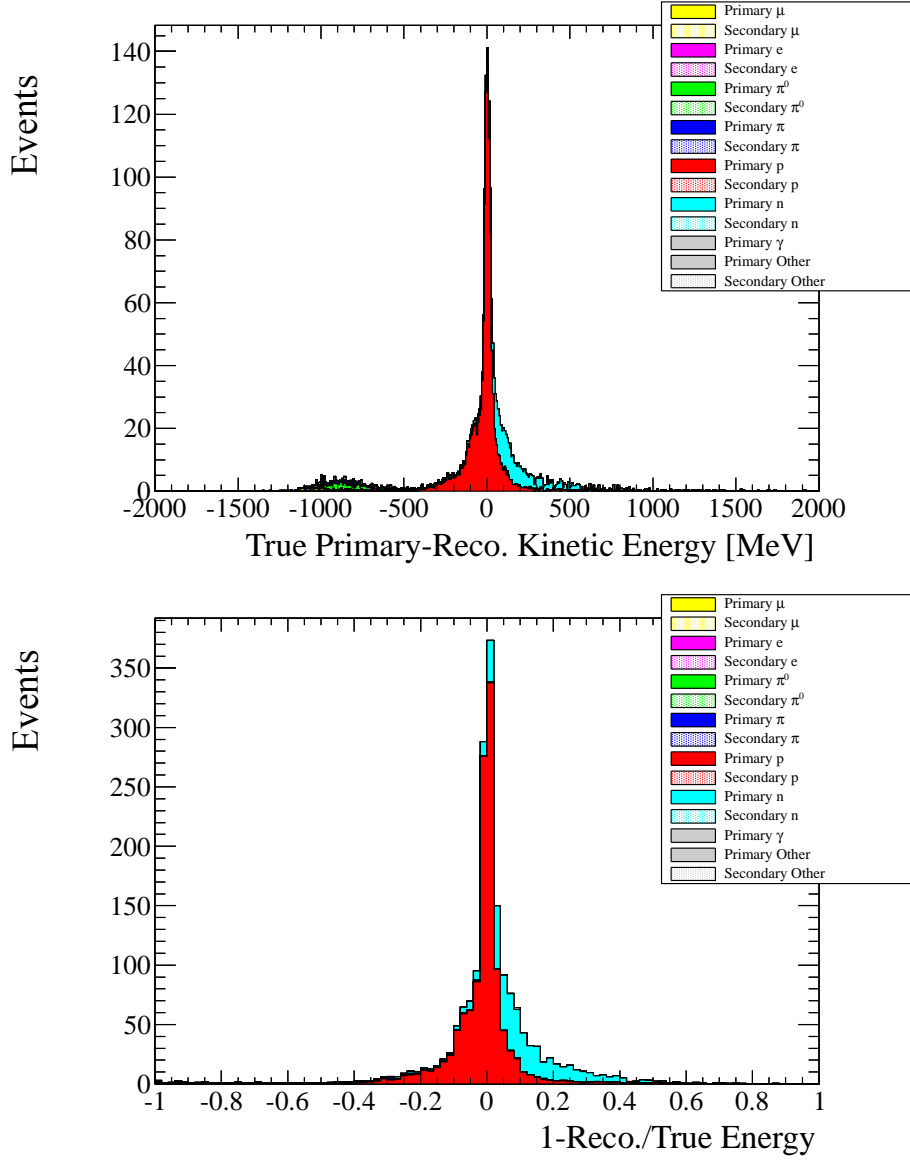 Events
140
120
100
80
60
40
20
0
-2000 -1500 -1000 -500 0 500 1000 1500 2000
True Primary-Reco. Kinetic Energy [MeV]
Primary μ
Secondary μ
Primary e
Secondary e
Primary π⁰
Secondary π⁰
Primary π
Secondary π
Primary p
Secondary p
Primary n
Secondary n
Primary γ
Primary Other
Secondary Other
Events
350
300
250
200
150
100
50
0
-1 -0.8 -0.6 -0.4 -0.2 0 0.2 0.4 0.6 0.8 1
1-Reco./True Energy
Primary μ
Secondary μ
Primary e
Secondary e
Primary π⁰
Secondary π⁰
Primary π
Secondary π
Primary p
Secondary p
Primary n
Secondary n
Primary γ
Primary Other
Secondary Other